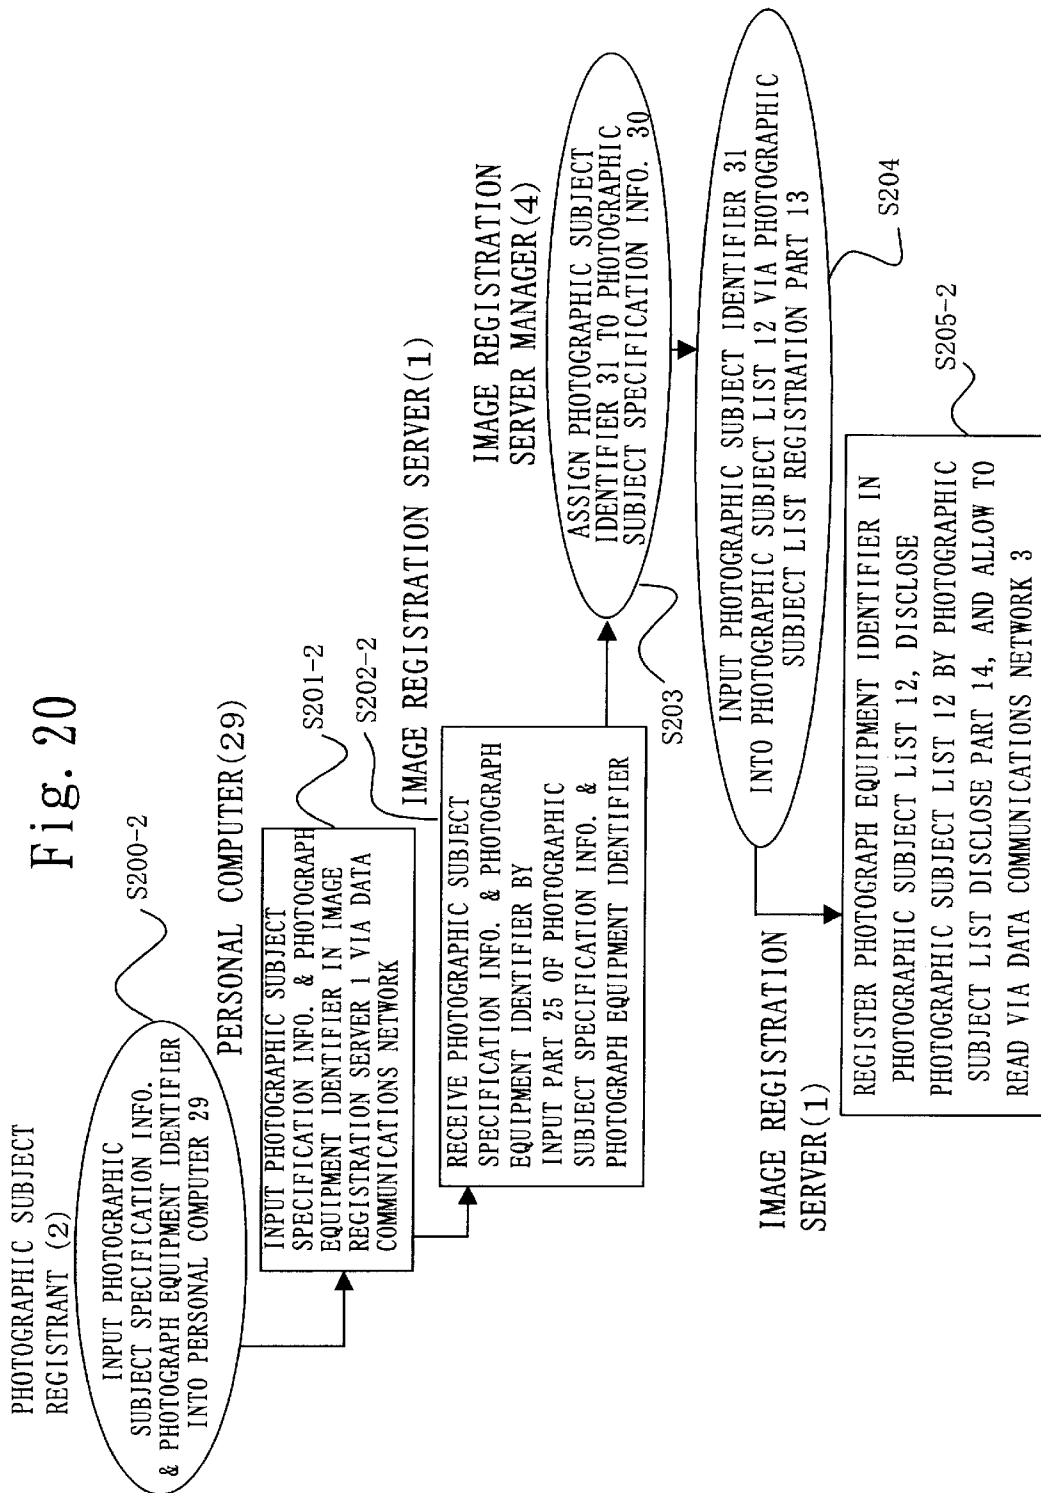 Fig. 20
PHOTOGRAPHIC SUBJECT
REGISTRANT (2)
INPUT PHOTOGRAPHIC
SUBJECT SPECIFICATION INFO.
& PHOTOGRAPH EQUIPMENT IDENTIFIER
INTO PERSONAL COMPUTER 29
S200-2
PERSONAL COMPUTER(29)
INPUT PHOTOGRAPHIC SUBJECT
SPECIFICATION INFO. & PHOTOGRAPH
EQUIPMENT IDENTIFIER IN IMAGE
REGISTRATION SERVER 1 VIA DATA
COMMUNICATIONS NETWORK
S201-2
S202-2
IMAGE REGISTRATION SERVER(1)
RECEIVE PHOTOGRAPHIC SUBJECT
SPECIFICATION INFO. & PHOTOGRAPH
EQUIPMENT IDENTIFIER BY
INPUT PART 25 OF PHOTOGRAPHIC
SUBJECT SPECIFICATION INFO. &
PHOTOGRAPH EQUIPMENT IDENTIFIER
IMAGE REGISTRATION
SERVER MANAGER(4)
ASSIGN PHOTOGRAPHIC SUBJECT
IDENTIFIER 31 TO PHOTOGRAPHIC
SUBJECT SPECIFICATION INFO. 30
S203
INPUT PHOTOGRAPHIC SUBJECT IDENTIFIER 31
INTO PHOTOGRAPHIC SUBJECT LIST 12 VIA PHOTOGRAPHIC
SUBJECT LIST REGISTRATION PART 13
S204
IMAGE REGISTRATION
SERVER(1)
REGISTER PHOTOGRAPH EQUIPMENT IDENTIFIER IN
PHOTOGRAPHIC SUBJECT LIST 12, DISCLOSE
PHOTOGRAPHIC SUBJECT LIST 12 BY PHOTOGRAPHIC
SUBJECT LIST DISCLOSE PART 14, AND ALLOW TO
READ VIA DATA COMMUNICATIONS NETWORK 3
S205-2